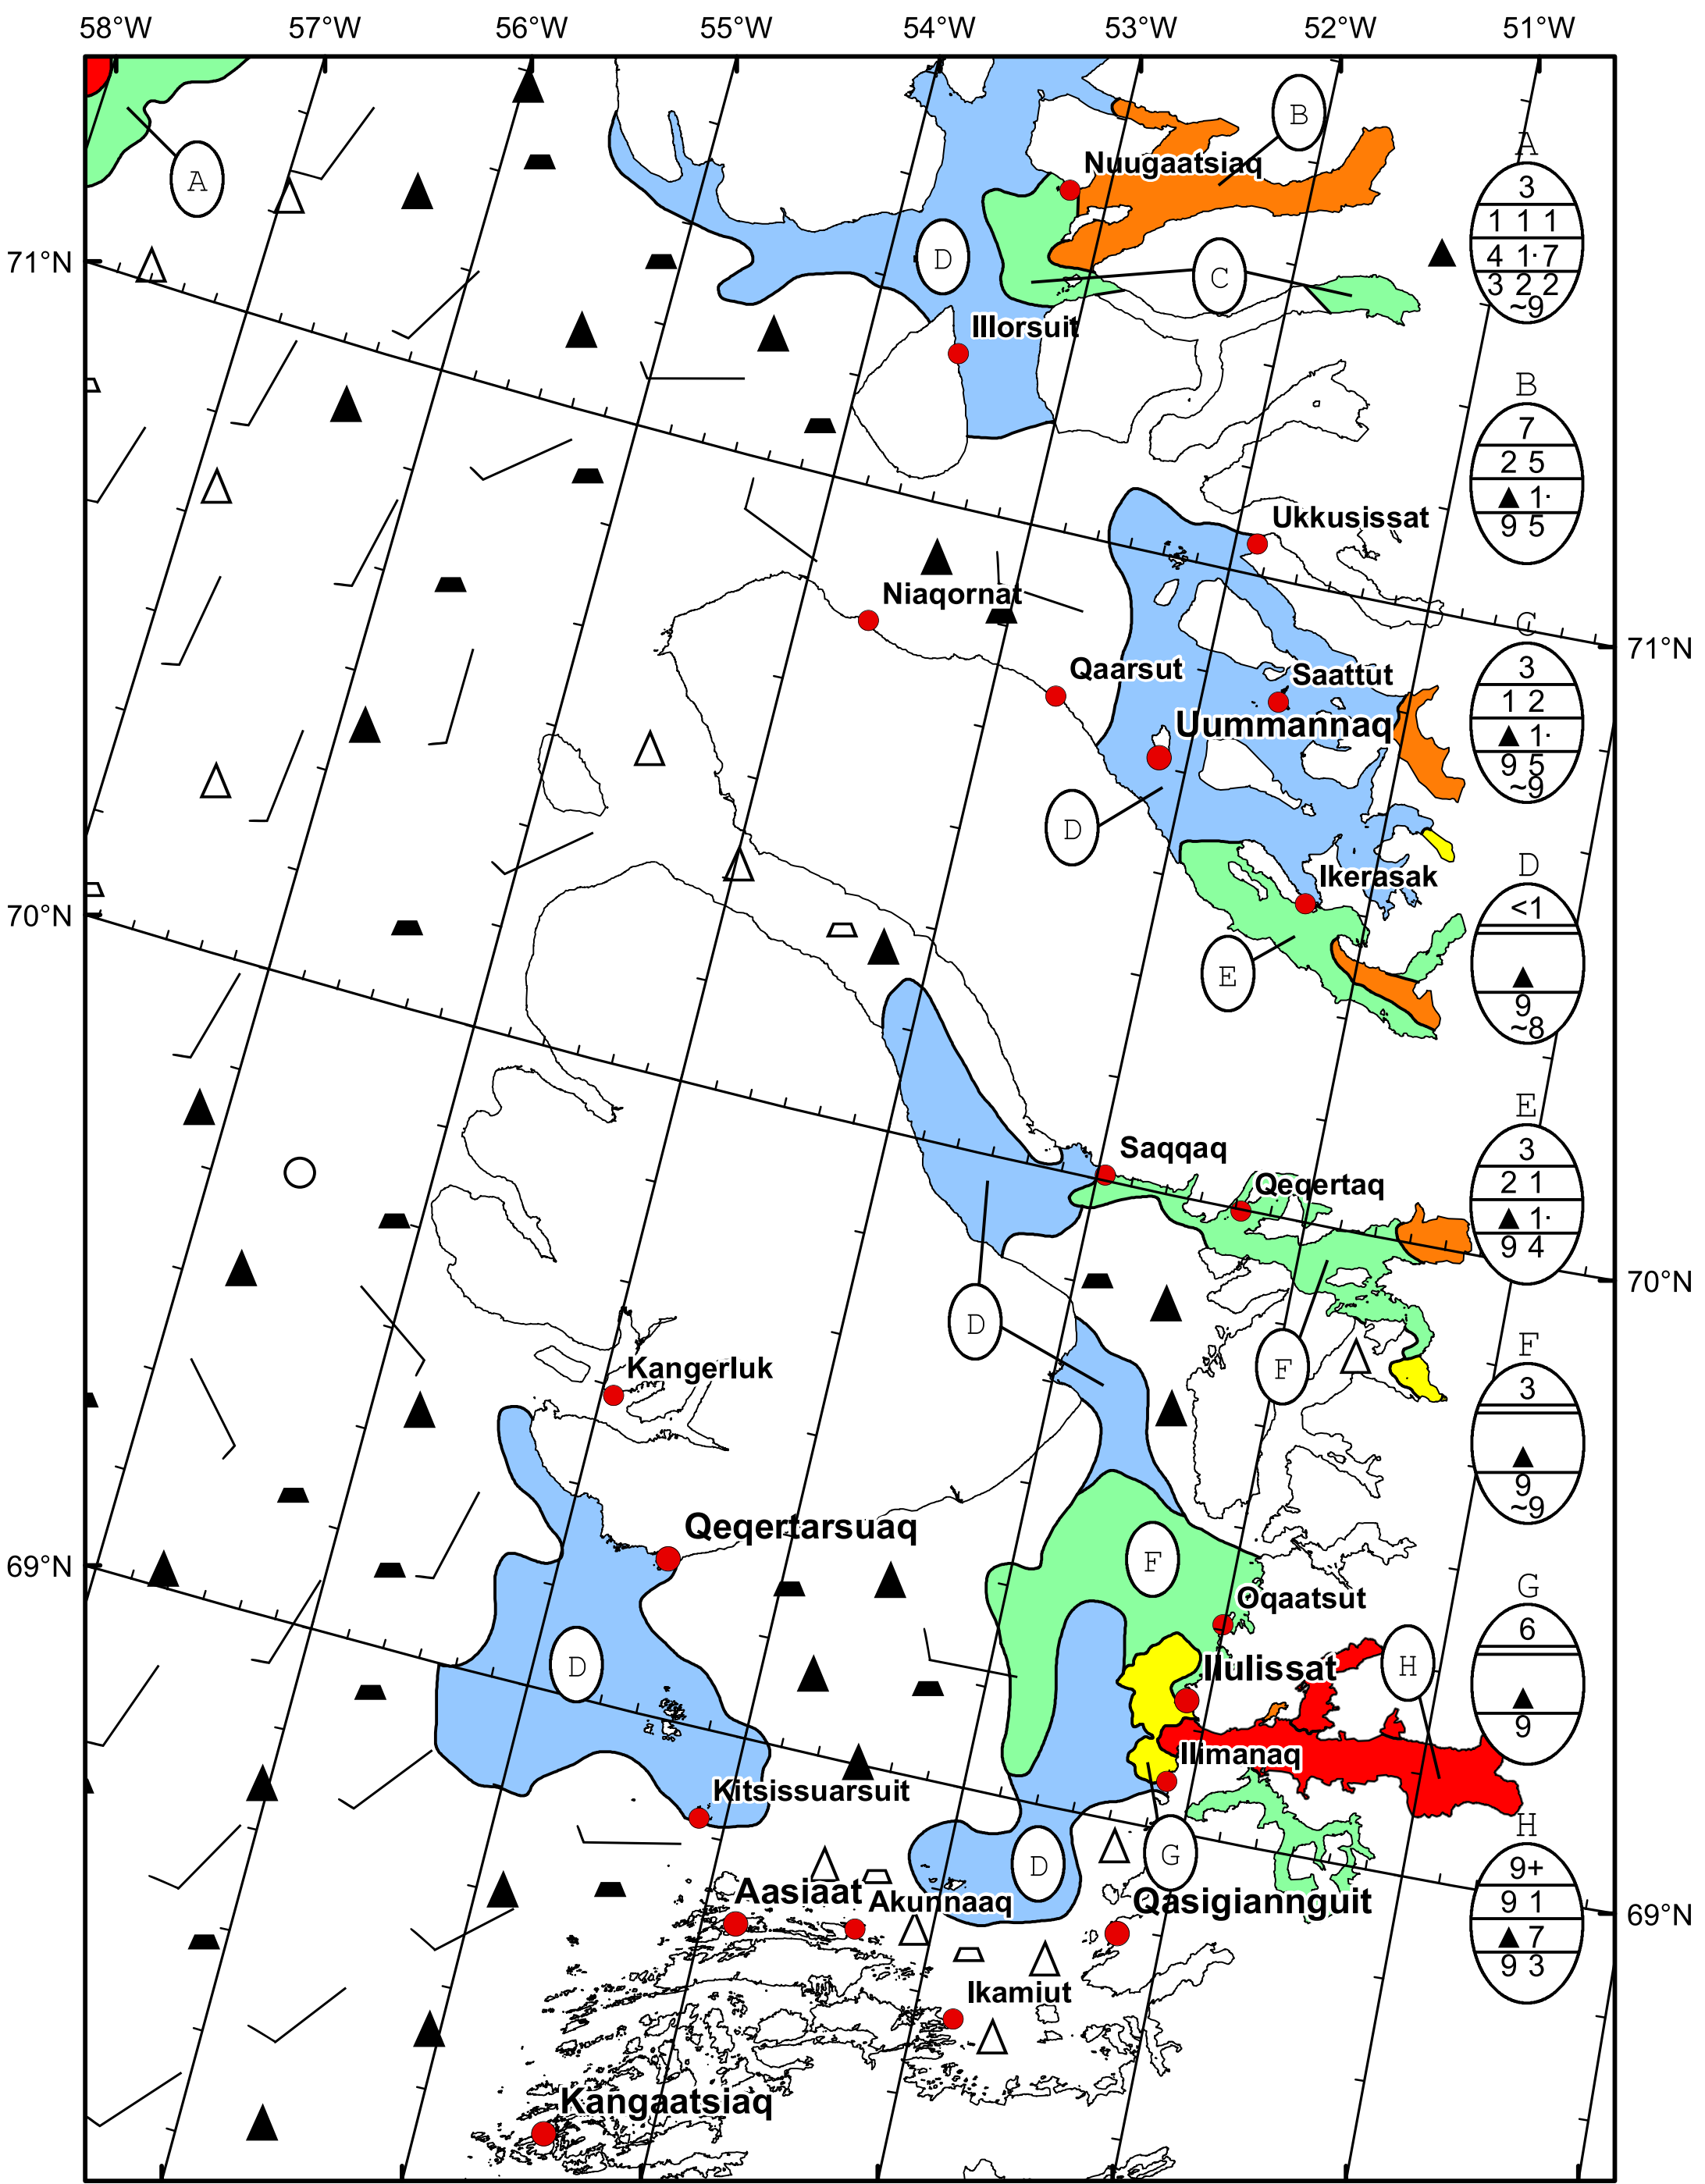 58°W 57°W 56°W 55°W 54°W 53°W 52°W 51°W
B
A
Nuugaatsiaq
3
A
1 1 1
71°N
D
4 1· 7
C
3 2 2
~9
Illorsuit
B
7
2 5
▲ 1·
9 5
Ukkusissat
Niaqornat
C
71°N
3
Qaarsut
Saattut
1 2
Uummannaq
▲ 1·
9 5
~9
D
D
Ikerasak
<1
70°N
▲
E
9
~8
E
Saqqaq
3
Qeqertaq
2 1
▲ 1·
9 4
70°N
D
F
F
Kangerluk
3
▲
9
~9
Qeqertarsuaq
69°N
F
G
Oqaatsut
6
D
Ilulissat
H
▲
9
Ilimanaq
Kitsissuarsuit
H
D
G
9+
Aasiaat
Akunnaaq
Qasigiannguit
9 1
69°N
▲ 7
9 3
Ikamiut
Kangaatsiaq